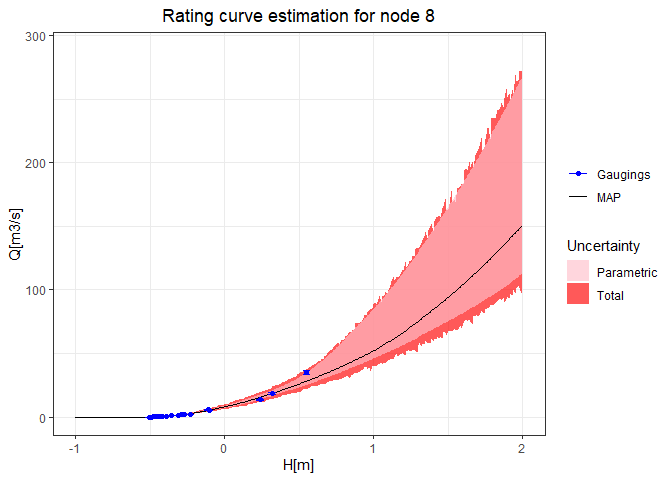 Rating curve estimation for node 8
300
200
100
0
Q[m3/s]
-1
0
1
2
H[m]
Gaugings
MAP
Uncertainty
Parametric
Total